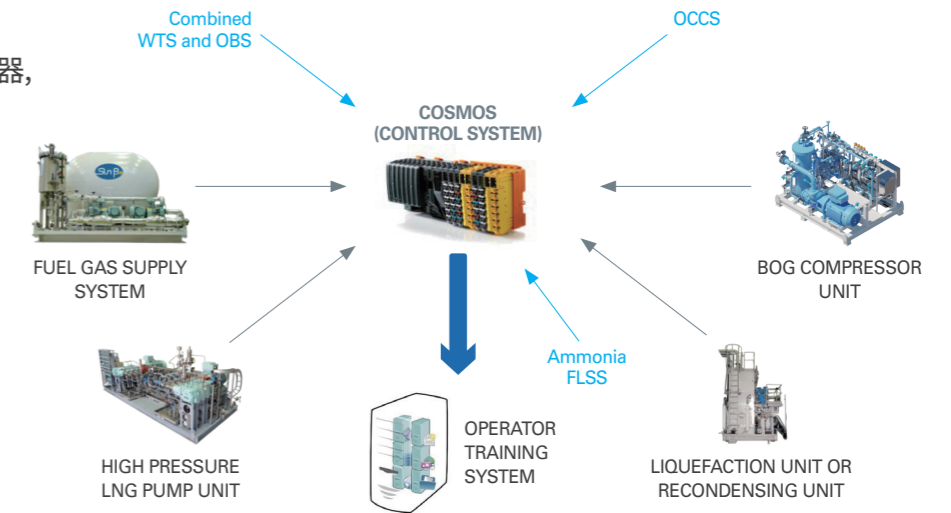 Combined
WTS and OBS
OCCS
器,
COSMOS
(CONTROL SYSTEM)
FUEL GAS SUPPLY
SYSTEM
BOG COMPRESSOR
UNIT
Ammonia
FLSS
HIGH PRESSURE
LNG PUMP UNIT
OPERATOR
TRAINING
SYSTEM
LIQUEFACTION UNIT OR
RECONDENSING UNIT